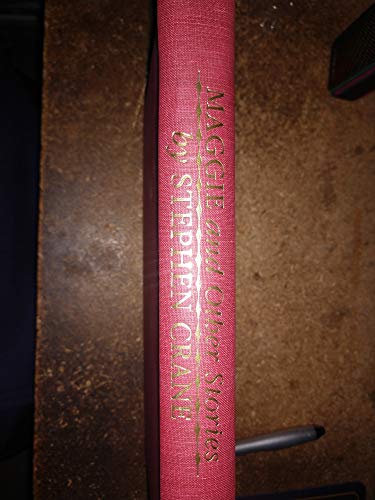 MAGGIE and Other Stories
by STEPHEN CRANE